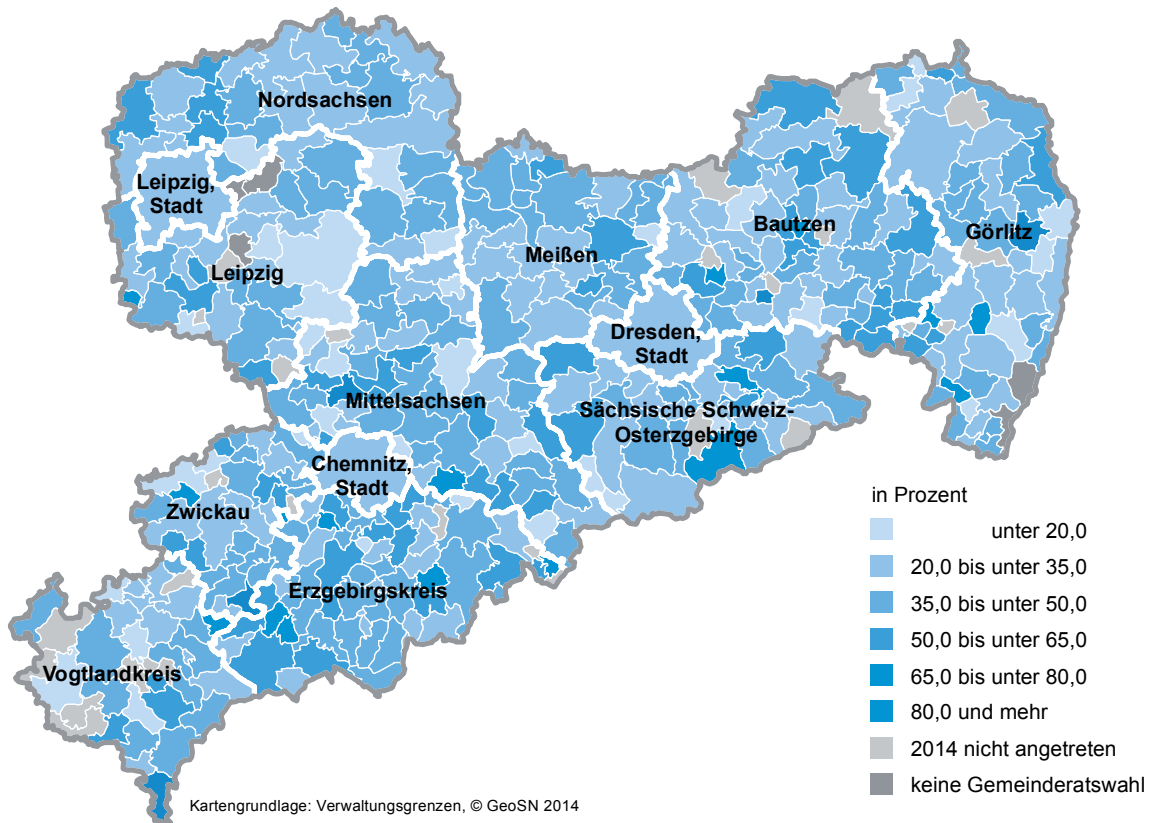 Nordsachsen
Leipzig,
Stadt
Leipzig
Meißen
Bautzen
Görlitz
Dresden,
Stadt
Mittelsachsen
Sächsische Schweiz-
Osterzgebirge
Chemnitz,
Stadt
Zwickau
Erzgebirgskreis
Vogtlandkreis
in Prozent
unter 20,0
20,0 bis unter 35,0
35,0 bis unter 50,0
50,0 bis unter 65,0
65,0 bis unter 80,0
80,0 und mehr
2014 nicht angetreten
keine Gemeinderatswahl
Kartengrundlage: Verwaltungsgrenzen, © GeoSN 2014